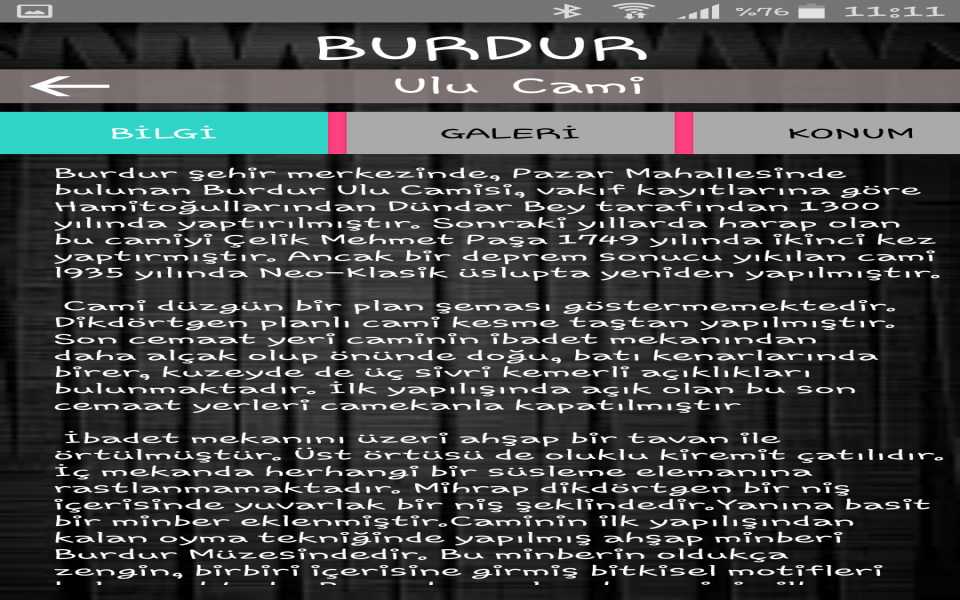 %76 11:11
BURDUR
Ulu Cami
BİLGİ GALERİ KONUM
Burdur şehir merkezinde, Pazar Mahallesinde
bulunan Burdur Ulu Camisi, vakıf kayıtlarına göre
Hamitoğullarından Dündar Bey tarafından 1300
yılında yaptırılmıştır. Sonraki yıllarda harap olan
bu camiyi Çelik Mehmet Paşa 1749 yılında ikinci kez
yaptırmıştır. Ancak bir deprem sonucu yıkılan cami
1935 yılında Neo-Klasik üslupta yeniden yapılmıştır.
Cami düzgün bir plan şeması göstermemektedir.
Dikdörtgen planlı cami kesme taştan yapılmıştır.
Son cemaat yeri caminin ibadet mekanından
daha alçak olup önünde doğu, batı kenarlarında
birer, kuzeyde de üç sivri kemerli açıklıkları
bulunmaktadır. İlk yapılışında açık olan bu son
cemaat yerleri camekanla kapatılmıştır
İbadet mekanını üzeri ahşap bir tavan ile
örtülmüştür. Üst örtüsü de oluklu kiremit çatılıdır.
İç mekanda herhangi bir süsleme elemanına
rastlanmamaktadır. Mihrap dikdörtgen bir niş
içerisinde yuvarlak bir niş şeklindedir.Yanına basit
bir minber eklenmiştir.Caminin ilk yapılışından
kalan oyma tekniğinde yapılmış ahşap minberi
Burdur Müzesindedir. Bu minberin oldukça
zengin, birbiri içerisine girmiş bitkisel motifleri